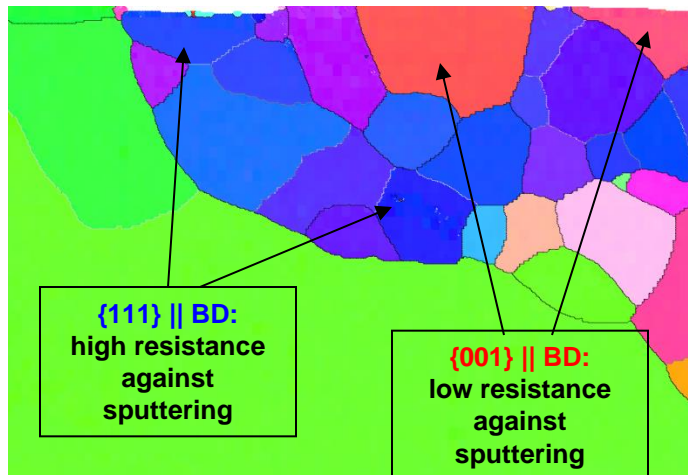 {111} || BD:
high resistance
against
sputtering
{001} || BD:
low resistance
against
sputtering